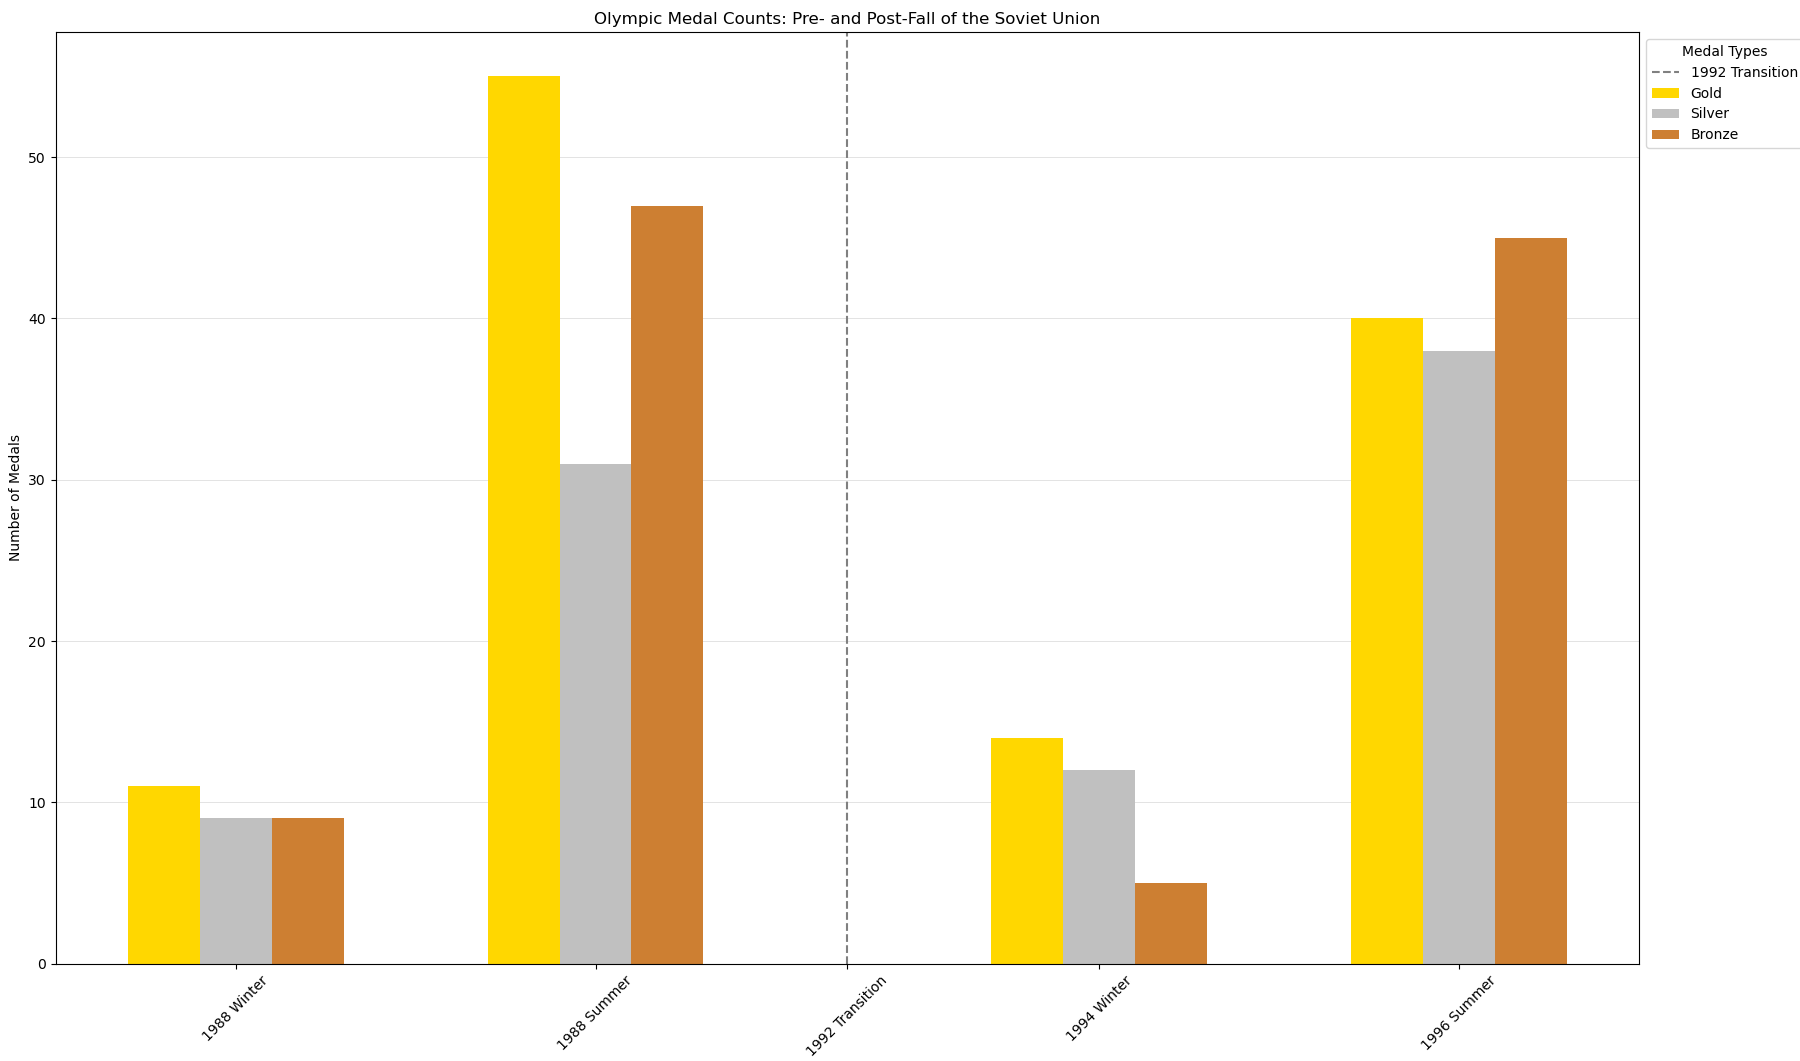 Olympic Medal Counts: Pre- and Post-Fall of the Soviet Union
Medal Types
1992 Transition
Gold
Silver
Bronze
Number of Medals
50
40
30
20
10
0
1988 Winter
1988 Summer
1992 Transition
1994 Winter
1996 Summer